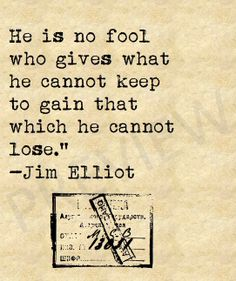 He is no fool
who gives what
he cannot keep
to gain that
which he cannot
lose."
-Jim Elliot